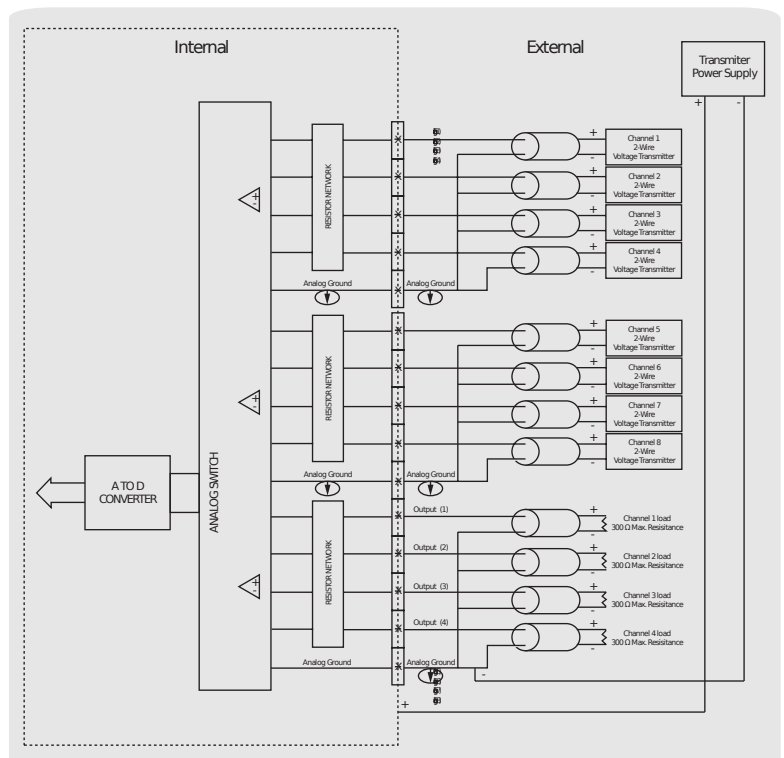 Internal
External
Transmiter
Power Supply
+ -
Channel 1
2-Wire
Voltage Transmitter
+
-
Channel 2
2-Wire
Voltage Transmitter
+
-
Channel 3
2-Wire
Voltage Transmitter
+
-
Channel 4
2-Wire
Voltage Transmitter
+
-
RESISTOR NETWORK
+
-
Analog Ground
Analog Ground
Channel 5
2-Wire
Voltage Transmitter
+
-
Channel 6
2-Wire
Voltage Transmitter
+
-
Channel 7
2-Wire
Voltage Transmitter
+
-
Channel 8
2-Wire
Voltage Transmitter
+
-
RESISTOR NETWORK
+
-
Analog Ground
Analog Ground
A TO D
CONVERTER
ANALOG SWITCH
Output (1)
+
-
Channel 1 load
300 Ω Max. Resisitance
Output (2)
+
-
Channel 2 load
300 Ω Max. Resisitance
Output (3)
+
-
Channel 3 load
300 Ω Max. Resisitance
Output (4)
+
-
Channel 4 load
300 Ω Max. Resisitance
RESISTOR NETWORK
+
-
Analog Ground
Analog Ground
-
+